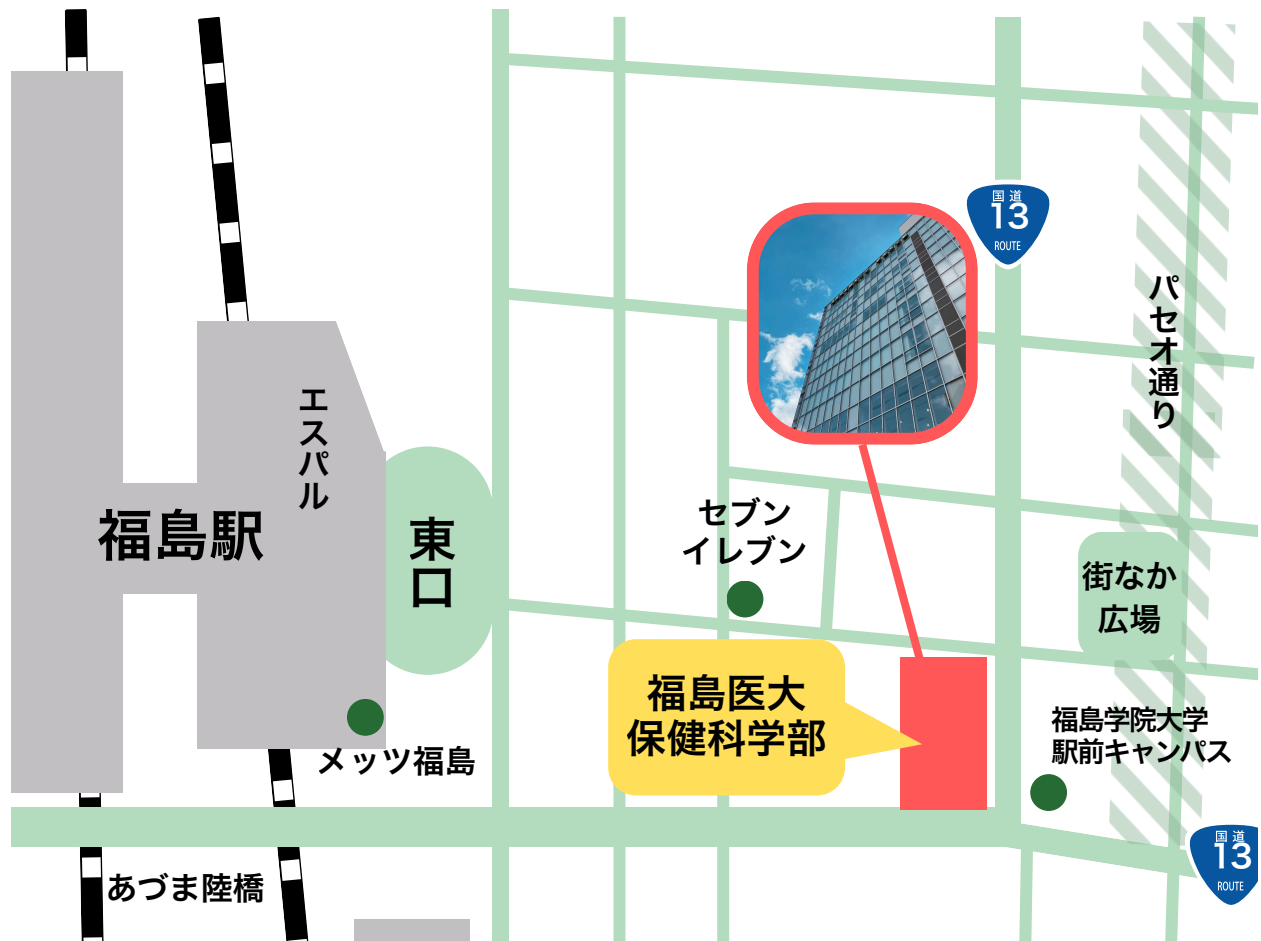 国道
13
ROUTE
パセオ通り
エスパル
福島駅
東口
セブン
イレブン
街なか
広場
福島医大
保健科学部
福島学院大学
駅前キャンパス
メッツ福島
国道
13
ROUTE
あづま陸橋